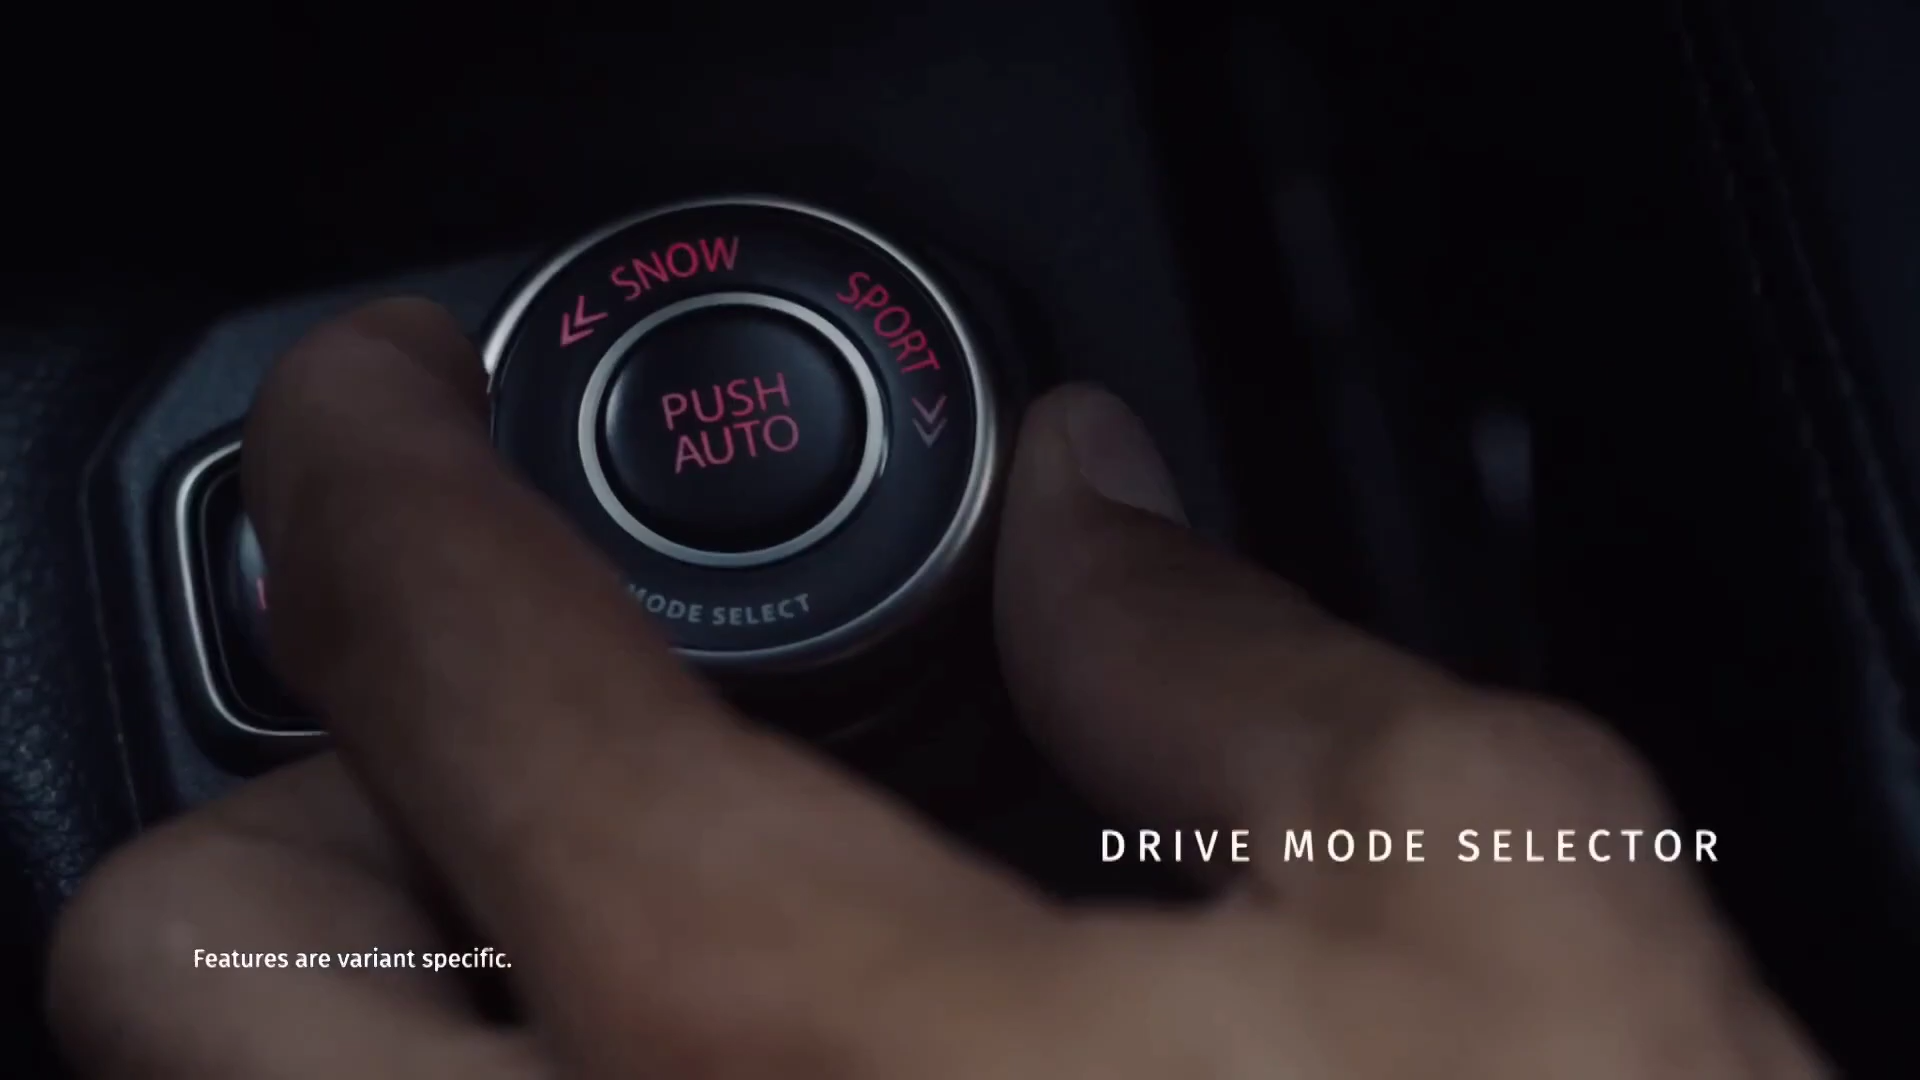 SNOW
SPORT
PUSH
AUTO
MODE SELECT
DRIVE MODE SELECTOR
Features are variant specific.